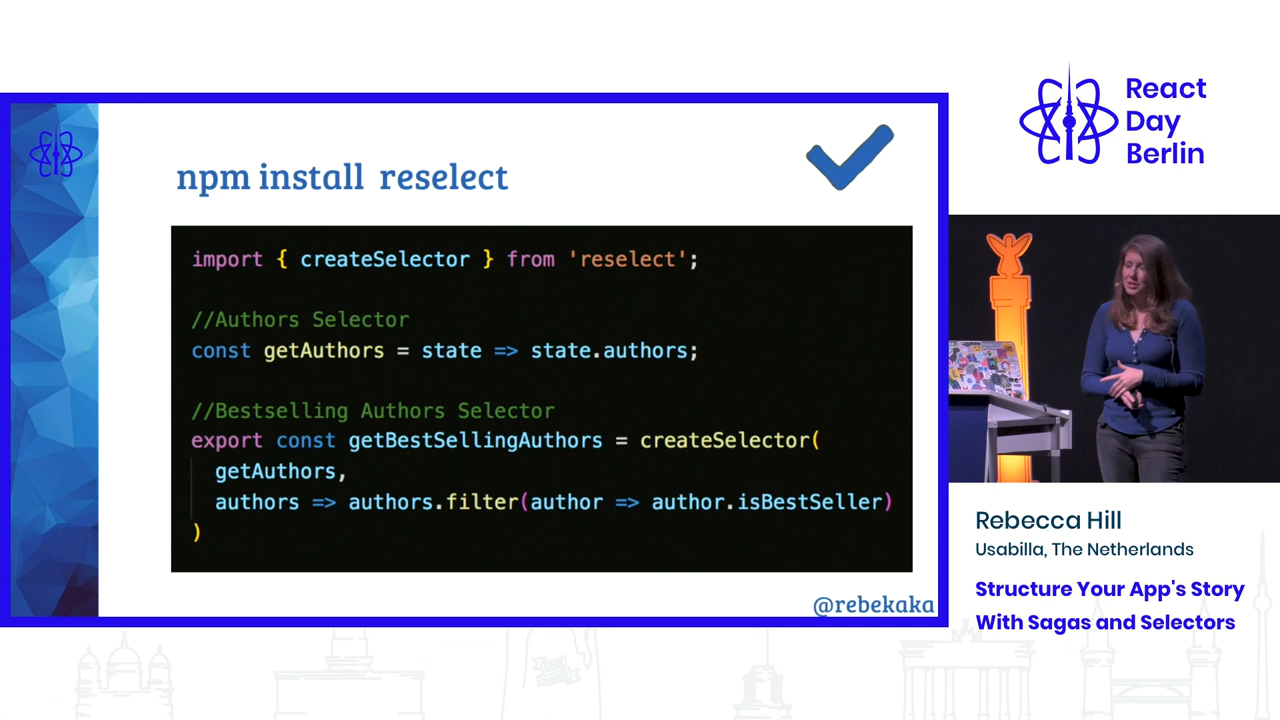 npm install reselect
import { createSelector } from 'reselect';
//Authors Selector
const getAuthors = state => state.authors;
//Bestselling Authors Selector
export const getBestSellingAuthors = createSelector(
getAuthors,
authors => authors.filter(author => author.isBestSeller)
)
@rebekaka
React
Day
Berlin
Rebecca Hill
Usabilla, The Netherlands
Structure Your App's Story
With Sagas and Selectors